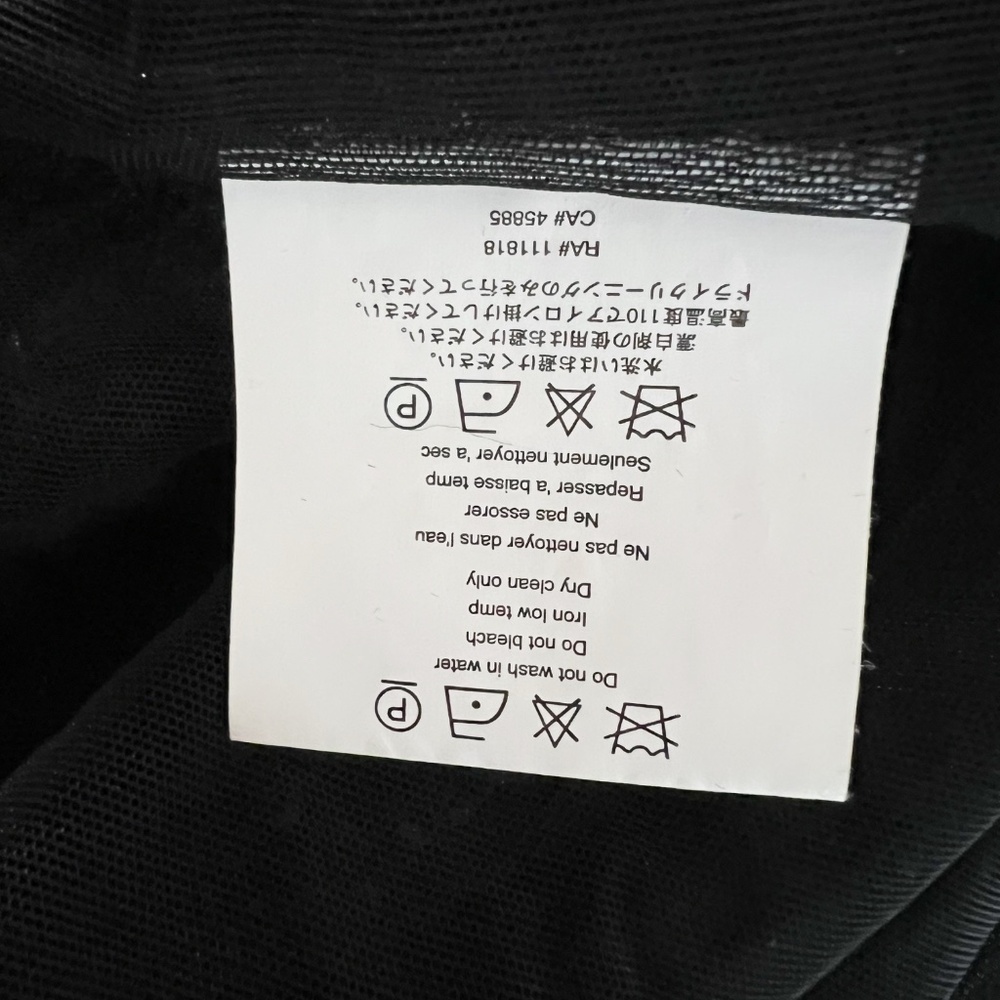 Do not wash in water
Do not bleach
Iron low temp
Dry clean only
Ne pas nettoyer dans l'eau
Ne pas essorer
Repasser 'a baisse temp
Seulement nettoyer 'a sec
P
水洗いはお避けください。
漂白剤の使用はお避けください。
最高温度110でアイロン掛けしてください。
ドライクリーニングのみを行ってください。
RA# 111818
CA# 45885